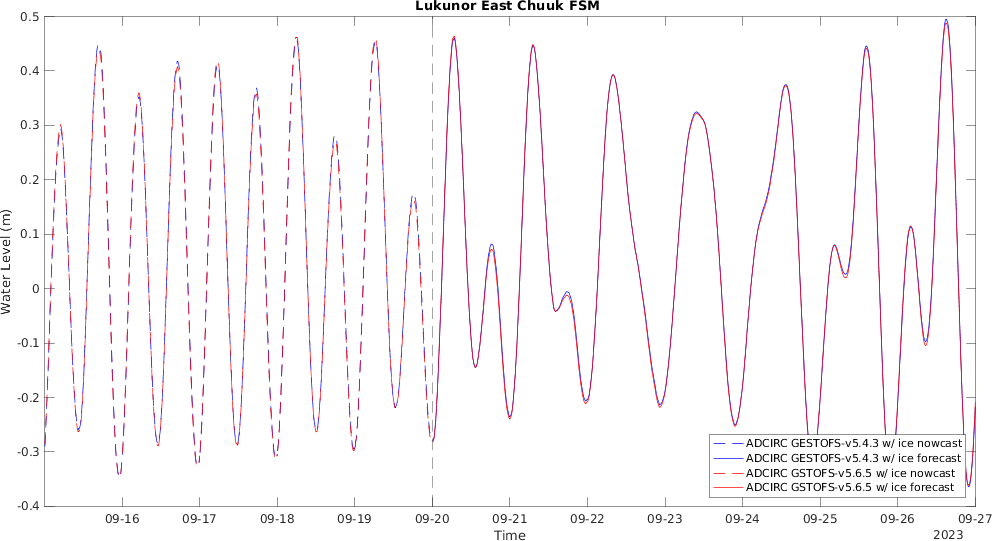 Lukunor East Chuuk FSM
0.5
0.4
0.3
0.2
0.1
0
-0.1
-0.2
-0.3
-0.4
Water Level (m)
ADCIRC GESTOFS-v5.4.3 w/ ice nowcast
ADCIRC GESTOFS-v5.4.3 w/ ice forecast
ADCIRC GSTOFS-v5.6.5 w/ ice nowcast
ADCIRC GSTOFS-v5.6.5 w/ ice forecast
09-16 09-17 09-18 09-19 09-20 09-21 09-22 09-23 09-24 09-25 09-26 09-27
Time
2023